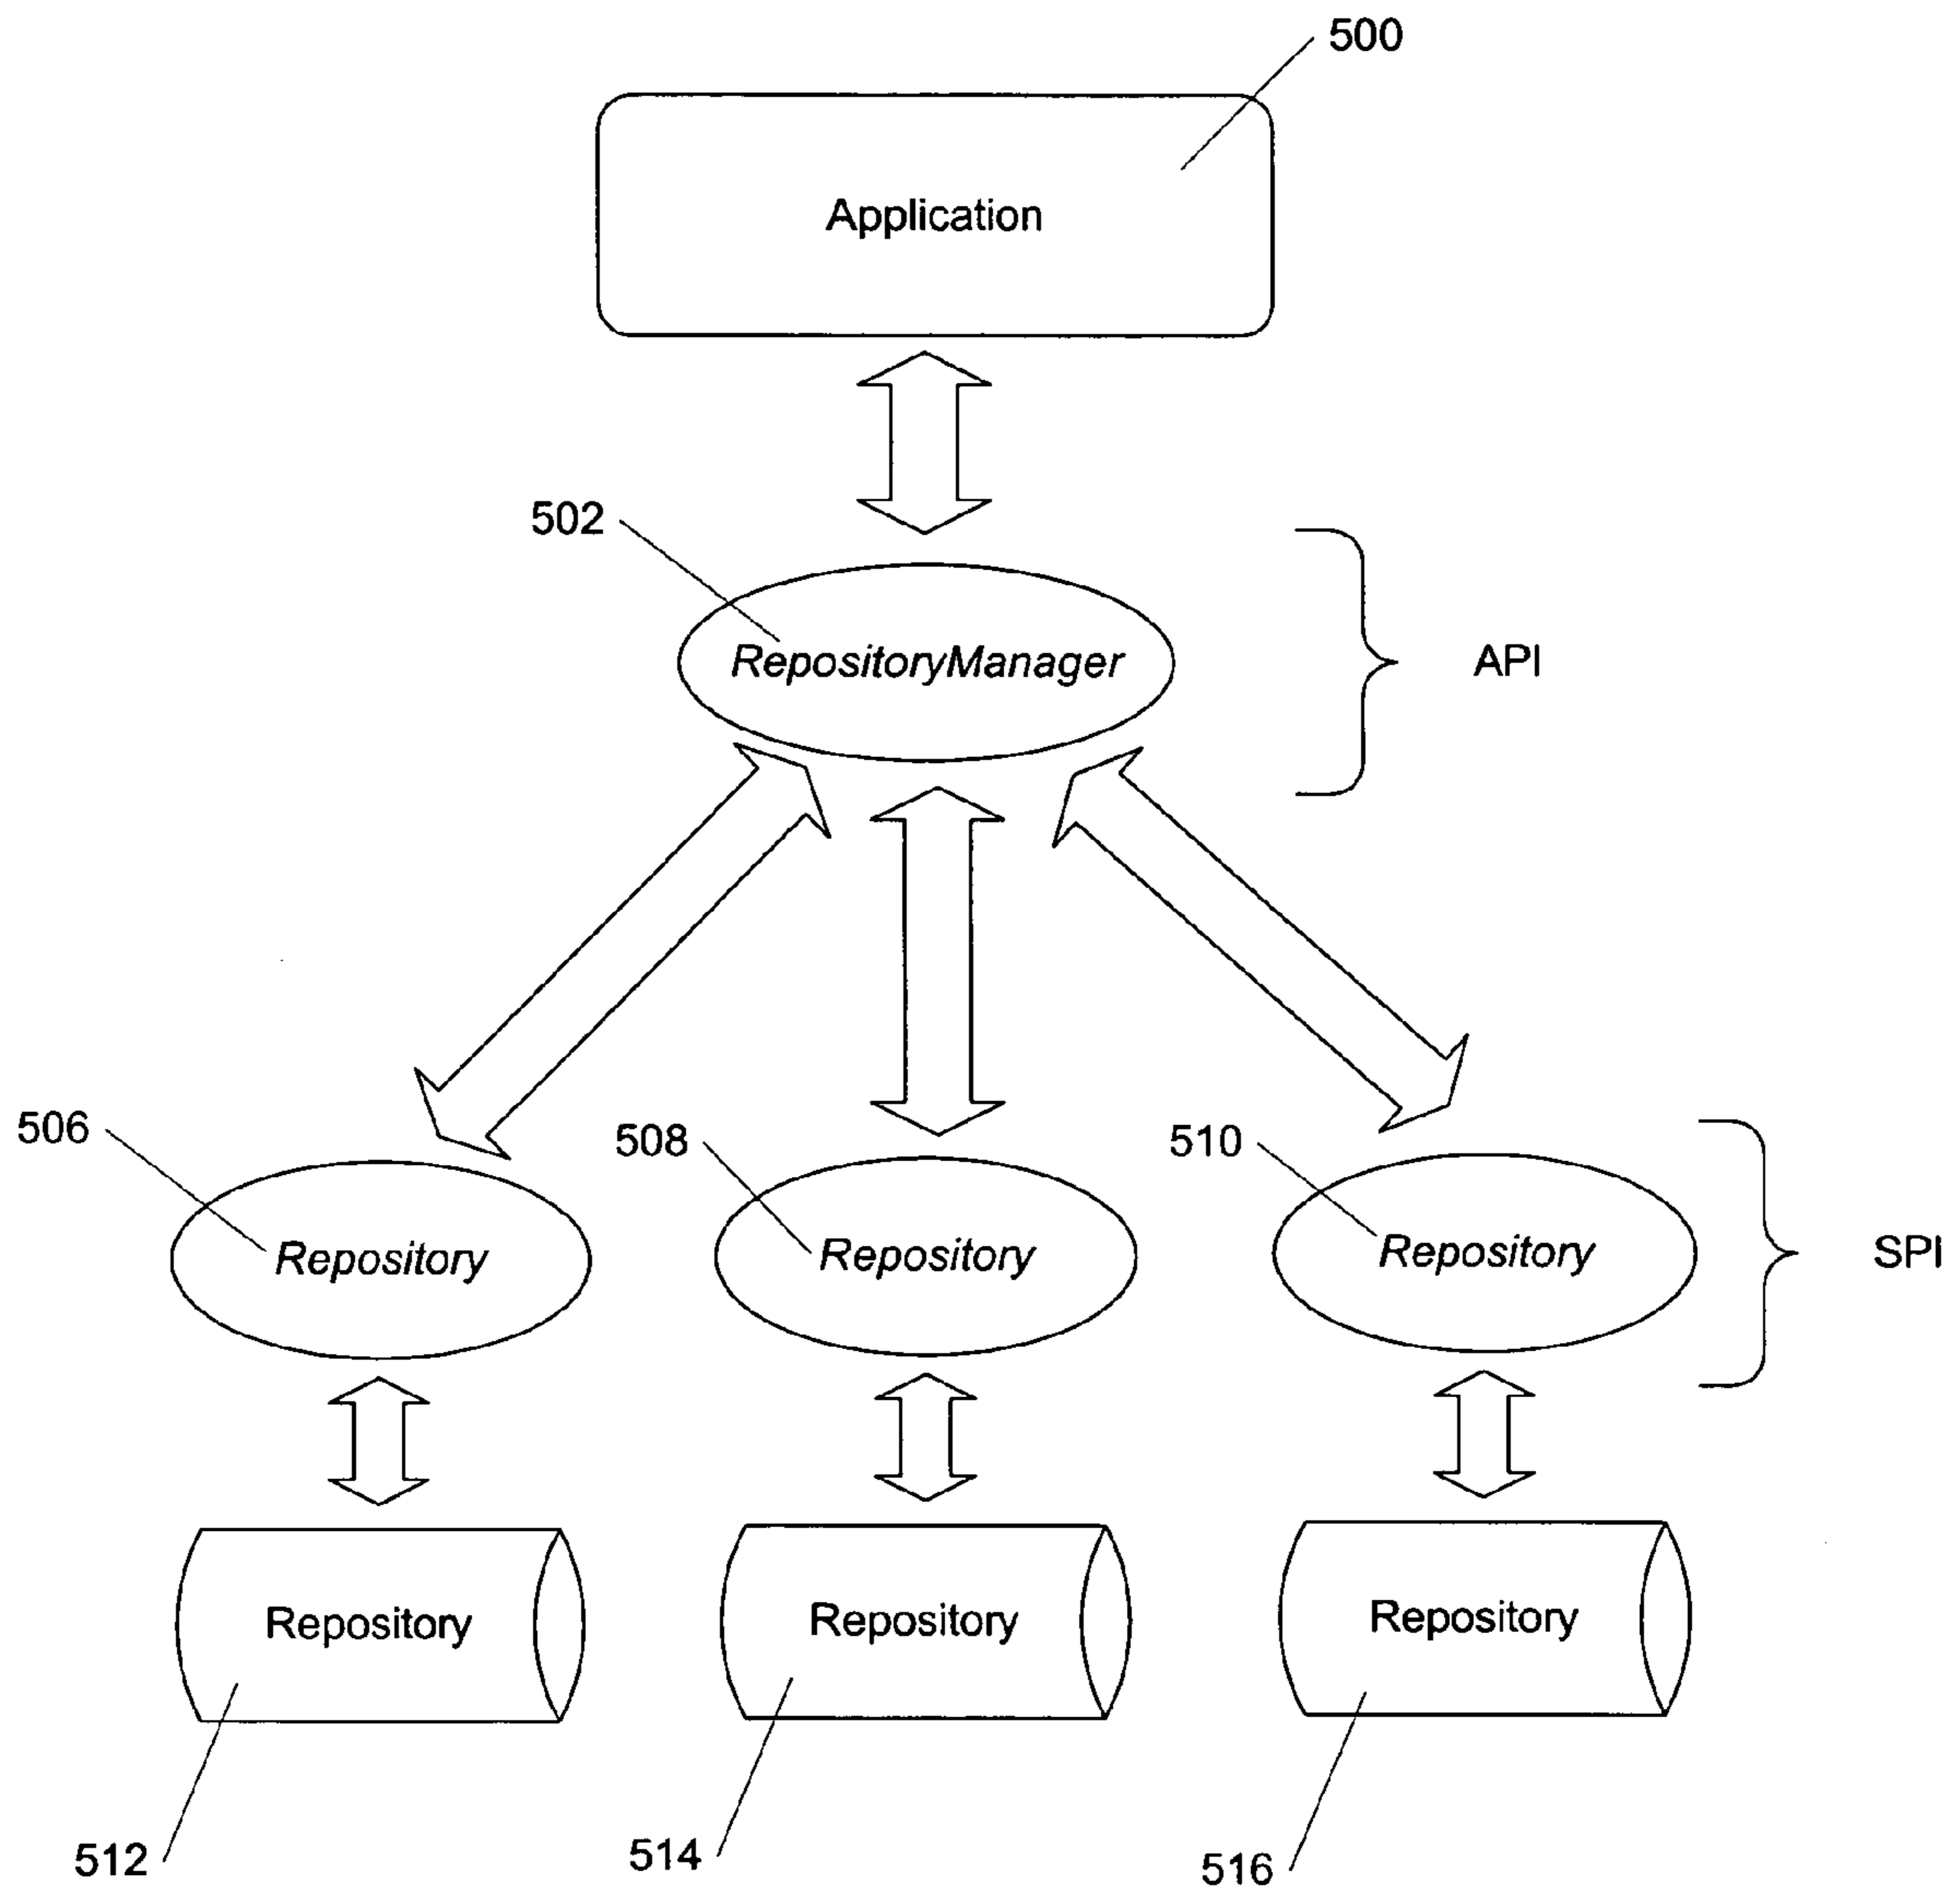 500
Application
502
RepositoryManager
API
506
508
510
Repository
Repository
Repository
SPI
Repository
Repository
Repository
512
514
516